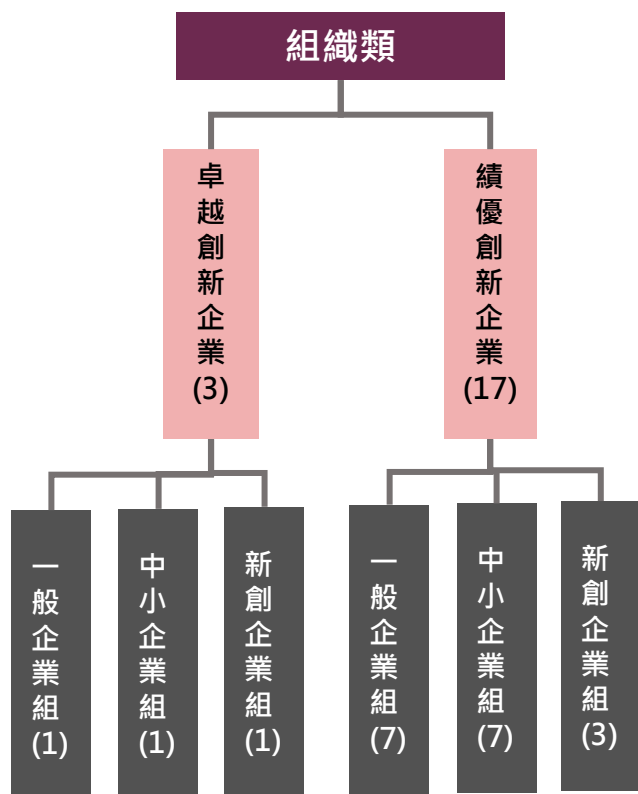 組織類
卓越創新企業(3)
績優創新企業(17)
一般企業組(1)
中小企業組(1)
新創企業組(1)
一般企業組(7)
中小企業組(7)
新創企業組(3)